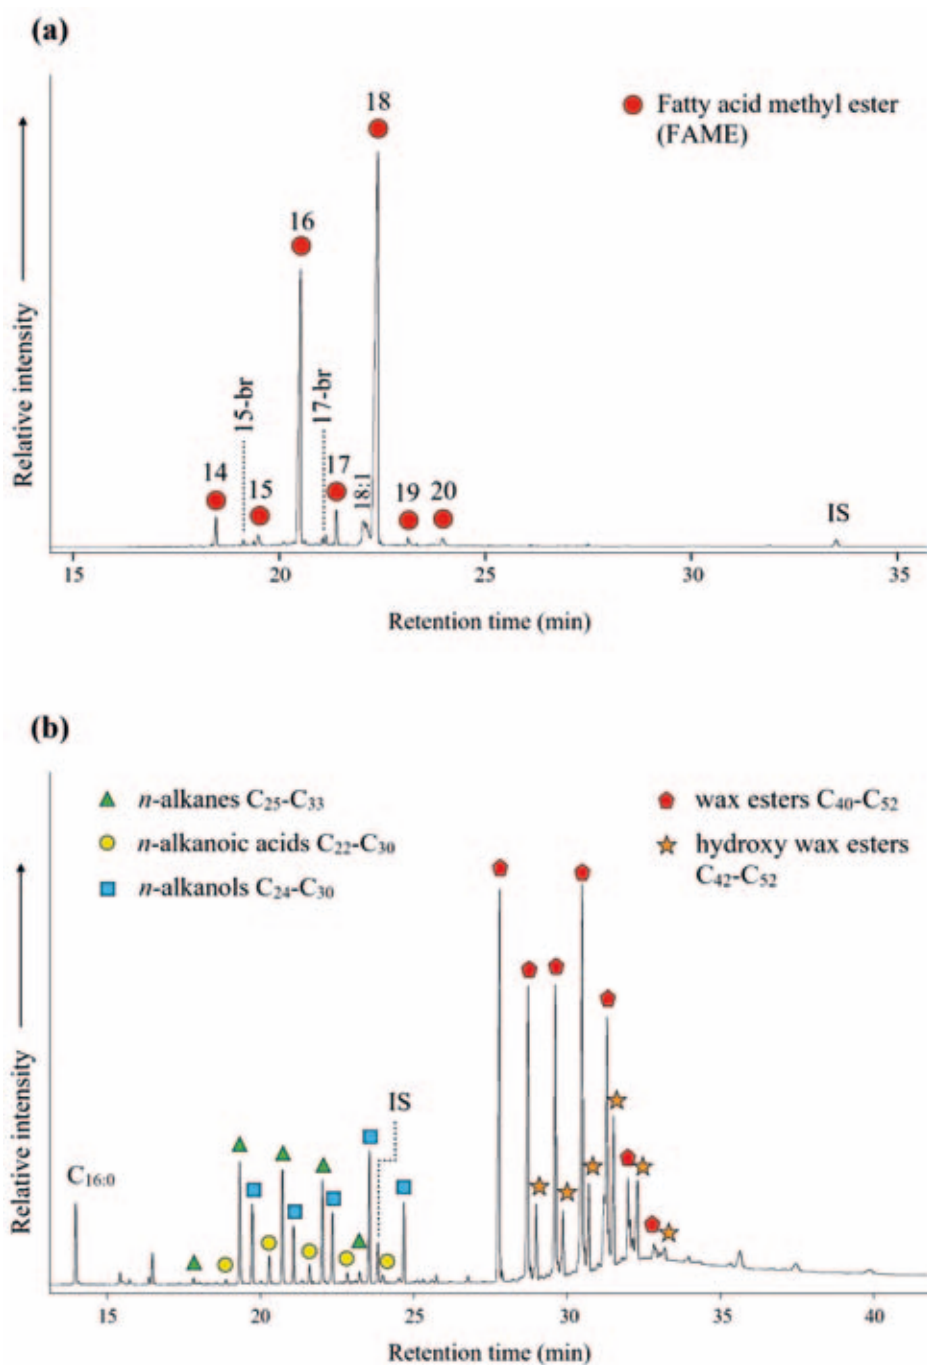 (a)
18
Fatty acid methyl ester
(FAME)
16
15-br
17-br
14
15
17
18:1
19
20
IS
Relative intensity
15
20
25
30
35
Retention time (min)
(b)
n-alkanes C₂₅-C₃₃
wax esters C₄₀-C₅₂
n-alkanoic acids C₂₂-C₃₀
hydroxy wax esters
C₄₂-C₅₂
n-alkanols C₂₄-C₃₀
IS
C₁₆:₀
Relative intensity
15
20
25
30
35
40
Retention time (min)